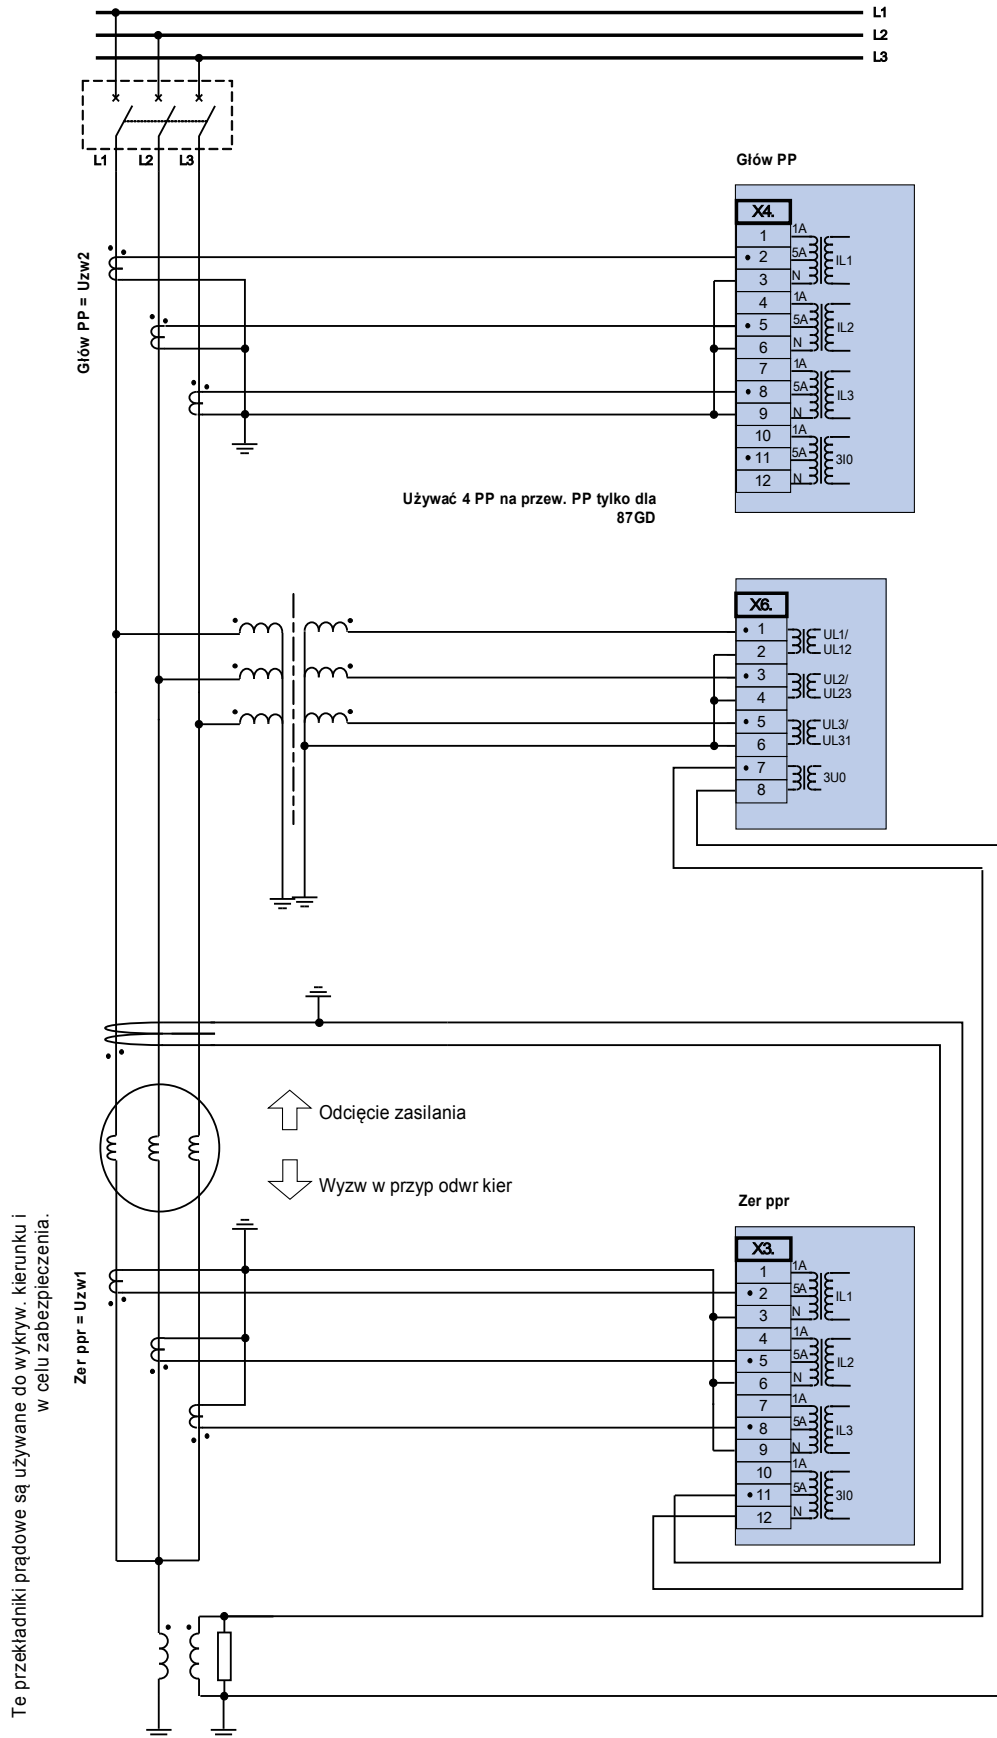 L1
L2
L3
L1
L2
L3
Głów PP = Uzw2
Głów PP
X4.
1
1A
2
5A
IL1
3
N
4
1A
5
5A
IL2
6
N
7
1A
8
5A
IL3
9
N
10
1A
11
5A
3I0
12
N
Używać 4 PP na przew. PP tylko dla
87GD
X6.
1
UL1/
2
UL12
3
UL2/
4
UL23
5
UL3/
6
UL31
7
3U0
8
Odcięcie zasilania
Wyzw w przyp odwr kier
Te przekładniki prądowe są używane do wykryw. kierunku i
w celu zabezpieczenia.
Zer ppr = Uzw1
Zer ppr
X3.
1
1A
2
5A
IL1
3
N
4
1A
5
5A
IL2
6
N
7
1A
8
5A
IL3
9
N
10
1A
11
5A
3I0
12
N